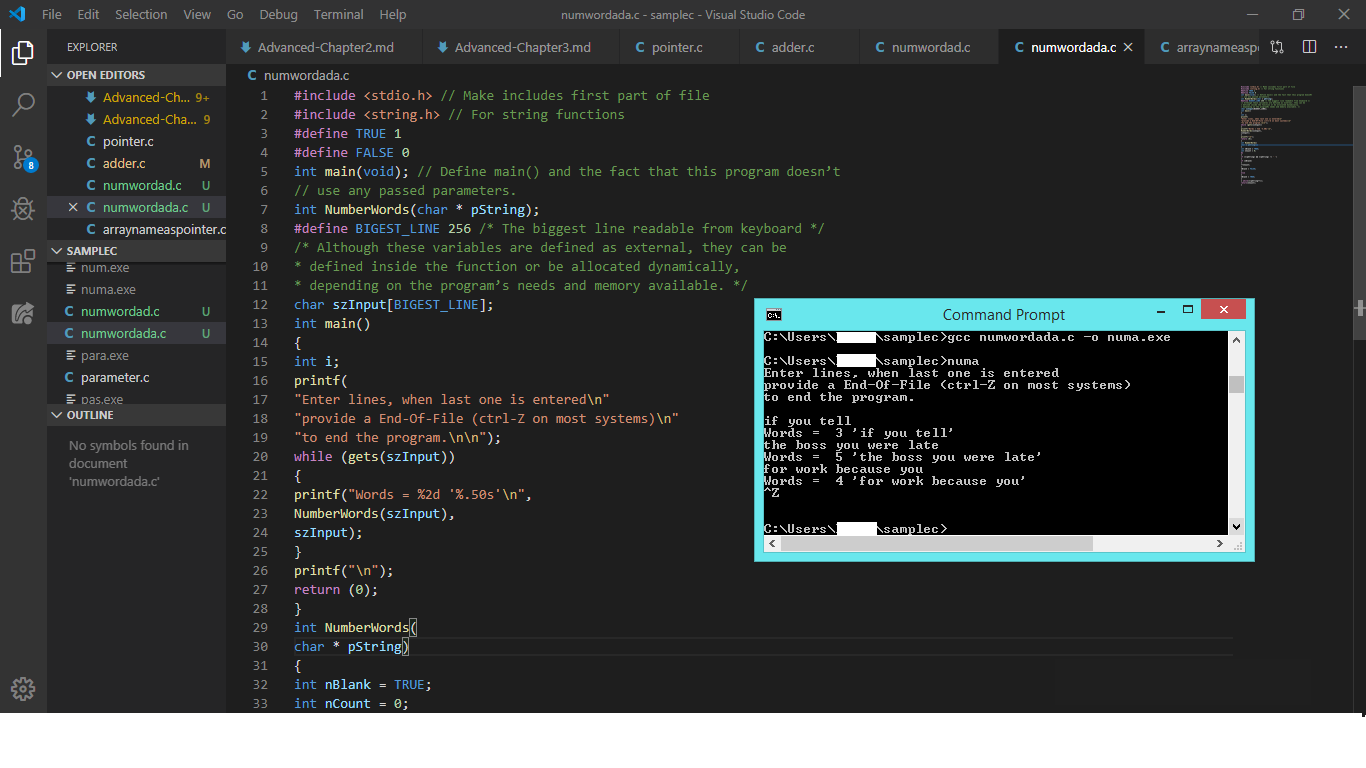 File Edit Selection View Go Debug Terminal Help
numwordada.c - samplec - Visual Studio Code
EXPLORER
Advanced-Chapter2.md
Advanced-Chapter3.md
C pointer.c
C adder.c
C numwordad.c
C numwordada.c
C arraynameasp
OPEN EDITORS
Advanced-Ch... 9+
Advanced-Cha... 9
C pointer.c
C adder.c M
C numwordad.c U
C numwordada.c U
C arraynameaspointer.c
SAMPLEC
num.exe
numa.exe
C numwordad.c U
C numwordada.c U
para.exe
C parameter.c
pas.exe
OUTLINE
No symbols found in
document
'numwordada.c'
8
C numwordada.c
1 #include <stdio.h> // Make includes first part of file
2 #include <string.h> // For string functions
3 #define TRUE 1
4 #define FALSE 0
5 int main(void); // Define main() and the fact that this program doesn’t
6 // use any passed parameters.
7 int NumberWords(char * pString);
8 #define BIGEST_LINE 256 /* The biggest line readable from keyboard */
9 /* Although these variables are defined as external, they can be
10 * defined inside the function or be allocated dynamically,
11 * depending on the program’s needs and memory available. */
12 char szInput[BIGEST_LINE];
13 int main()
14 {
15 int i;
16 printf(
17 "Enter lines, when last one is entered\n"
18 "provide a End-Of-File (ctrl-Z on most systems)\n"
19 "to end the program.\n\n");
20 while (gets(szInput))
21 {
22 printf("Words = %2d '%.50s'\n",
23 NumberWords(szInput),
24 szInput);
25 }
26 printf("\n");
27 return (0);
28 }
29 int NumberWords(
30 char * pString)
31 {
32 int nBlank = TRUE;
33 int nCount = 0;
Command Prompt
C:\Users\ \samplec>gcc numwordada.c -o numa.exe
C:\Users\ \samplec>numa
Enter lines, when last one is entered
provide a End-Of-File (ctrl-Z on most systems)
to end the program.
if you tell
Words =  3 'if you tell'
the boss you were late
Words =  5 'the boss you were late'
for work because you
Words =  4 'for work because you'
^Z
C:\Users\ \samplec>